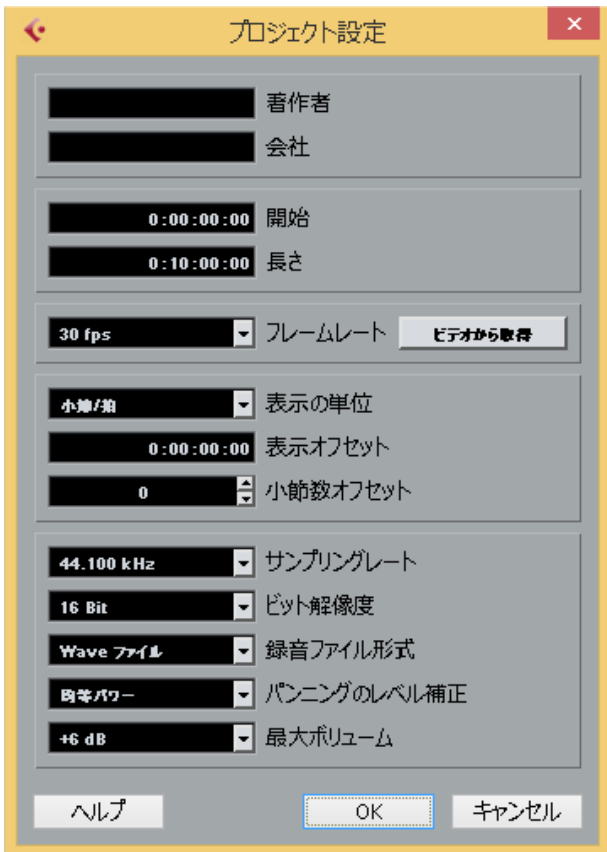 プロジェクト設定
著作者
会社
0:00:00:00 開始
0:10:00:00 長さ
30 fps フレームレート ビデオから取得
小節/拍 表示の単位
0:00:00:00 表示オフセット
0 小節数オフセット
44.100 kHz サンプリングレート
16 Bit ビット解像度
Wave ファイル 録音ファイル形式
均等パワー パンニングのレベル補正
+6 dB 最大ボリューム
ヘルプ OK キャンセル